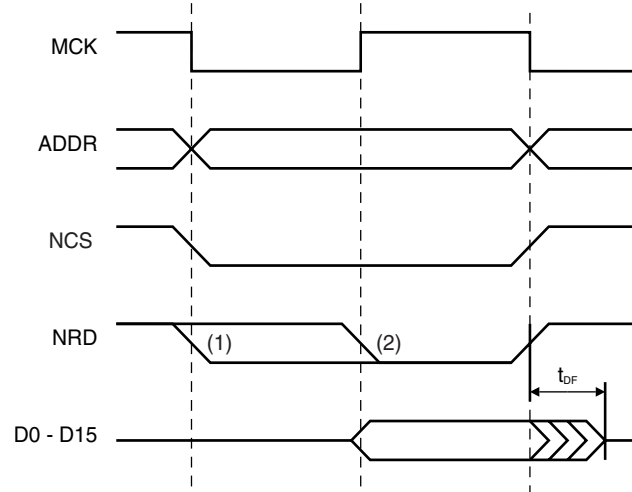 MCK
ADDR
NCS
NRD
(1)
(2)
tDF
D0 - D15